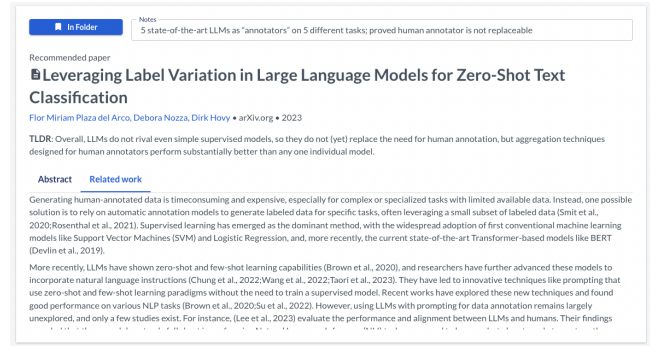 In Folder
Notes
5 state-of-the-art LLMs as "annotators" on 5 different tasks; proved human annotator is not replaceable
Recommended paper
Leveraging Label Variation in Large Language Models for Zero-Shot Text
Classification
Flor Miriam Plaza del Arco, Debora Nozza, Dirk Hovy • arXiv.org • 2023
TLDR: Overall, LLMs do not rival even simple supervised models, so they do not (yet) replace the need for human annotation, but aggregation techniques
designed for human annotators perform substantially better than any one individual model.
Abstract
Related work
Generating human-annotated data is timeconsuming and expensive, especially for complex or specialized tasks with limited available data. Instead, one possible
solution is to rely on automatic annotation models to generate labeled data for specific tasks, often leveraging a small subset of labeled data (Smit et al.,
2020;Rosenthal et al., 2021). Supervised learning has emerged as the dominant method, with the widespread adoption of first conventional machine learning
models like Support Vector Machines (SVM) and Logistic Regression, and, more recently, the current state-of-the-art Transformer-based models like BERT
(Devlin et al., 2019).
More recently, LLMs have shown zero-shot and few-shot learning capabilities (Brown et al., 2020), and researchers have further advanced these models to
incorporate natural language instructions (Chung et al., 2022;Wang et al., 2022;Taori et al., 2023). They have led to innovative techniques like prompting that
use zero-shot and few-shot learning paradigms without the need to train a supervised model. Recent works have explored these new techniques and found
good performance on various NLP tasks (Brown et al., 2020;Su et al., 2022). However, using LLMs with prompting for data annotation remains largely
unexplored, and only a few studies exist. For instance, (Lee et al., 2023) evaluate the performance and alignment between LLMs and humans. Their findings